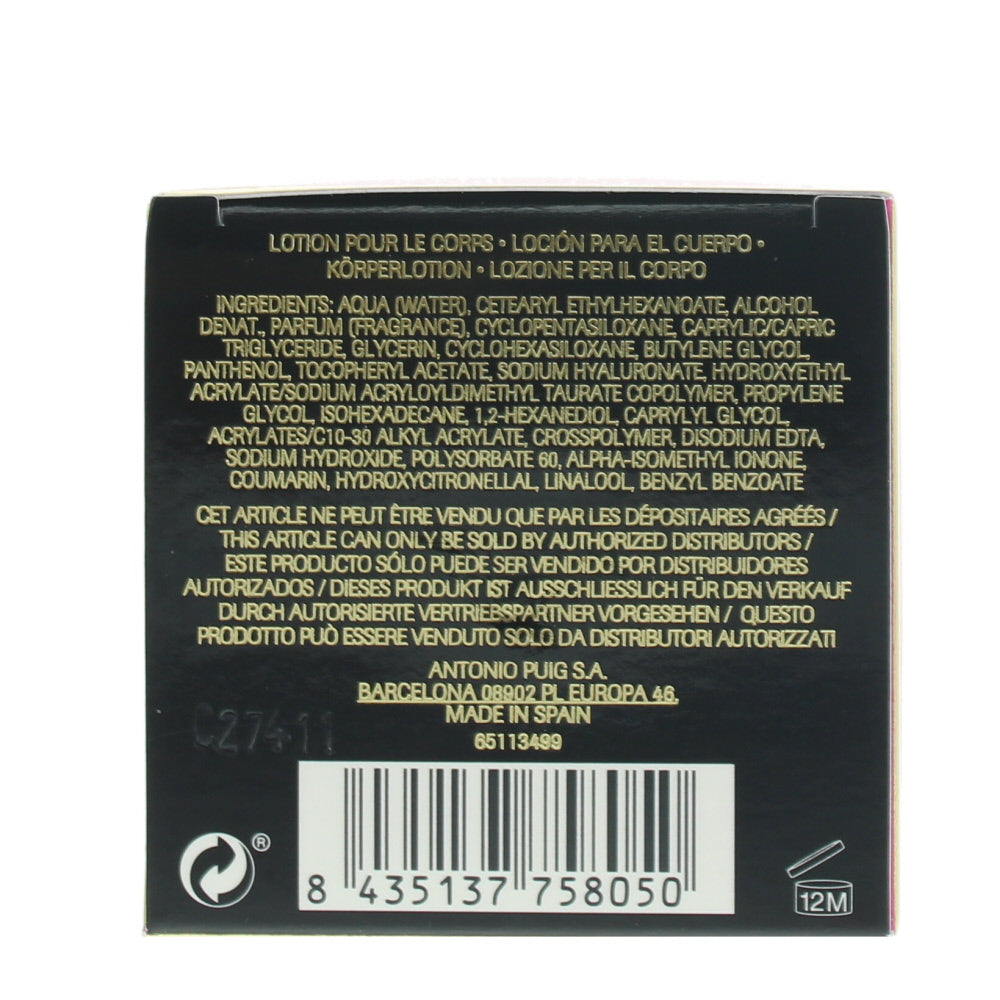 LOTION POUR LE CORPS • LOCIÓN PARA EL CUERPO •
KÖRPERLOTION • LOZIONE PER IL CORPO
INGREDIENTS: AQUA (WATER), CETEARYL ETHYLHEXANOATE, ALCOHOL
DENAT., PARFUM (FRAGRANCE), CYCLOPENTASILOXANE, CAPRYLIC/CAPRIC
TRIGLYCERIDE, GLYCERIN, CYCLOHEXASILOXANE, BUTYLENE GLYCOL,
PANTHENOL, TOCOPHERYL ACETATE, SODIUM HYALURONATE, HYDROXYETHYL
ACRYLATE/SODIUM ACRYLOYLDIMETHYL TAURATE COPOLYMER, PROPYLENE
GLYCOL, ISOHEXADECANE, 1,2-HEXANEDIOL, CAPRYLYL GLYCOL,
ACRYLATES/C10-30 ALKYL ACRYLATE, CROSSPOLYMER, DISODIUM EDTA,
SODIUM HYDROXIDE, POLYSORBATE 60, ALPHA-ISOMETHYL IONONE,
COUMARIN, HYDROXYCITRONELLAL, LINALOOL, BENZYL BENZOATE
CET ARTICLE NE PEUT ÊTRE VENDU QUE PAR LES DÉPOSITAIRES AGRÉÉS /
THIS ARTICLE CAN ONLY BE SOLD BY AUTHORIZED DISTRIBUTORS /
ESTE PRODUCTO SÓLO PUEDE SER VENDIDO POR DISTRIBUIDORES
AUTORIZADOS / DIESES PRODUKT IST AUSSCHLIESSLICH FÜR DEN VERKAUF
DURCH AUTORISIERTE VERTRIEBSPARTNER VORGESEHEN / QUESTO
PRODOTTO PUÒ ESSERE VENDUTO SOLO DA DISTRIBUTORI AUTORIZZATI
ANTONIO PUIG S.A.
BARCELONA 08902 PL. EUROPA 46.
MADE IN SPAIN
65113499
C27411
®
8 435137 758050
12M